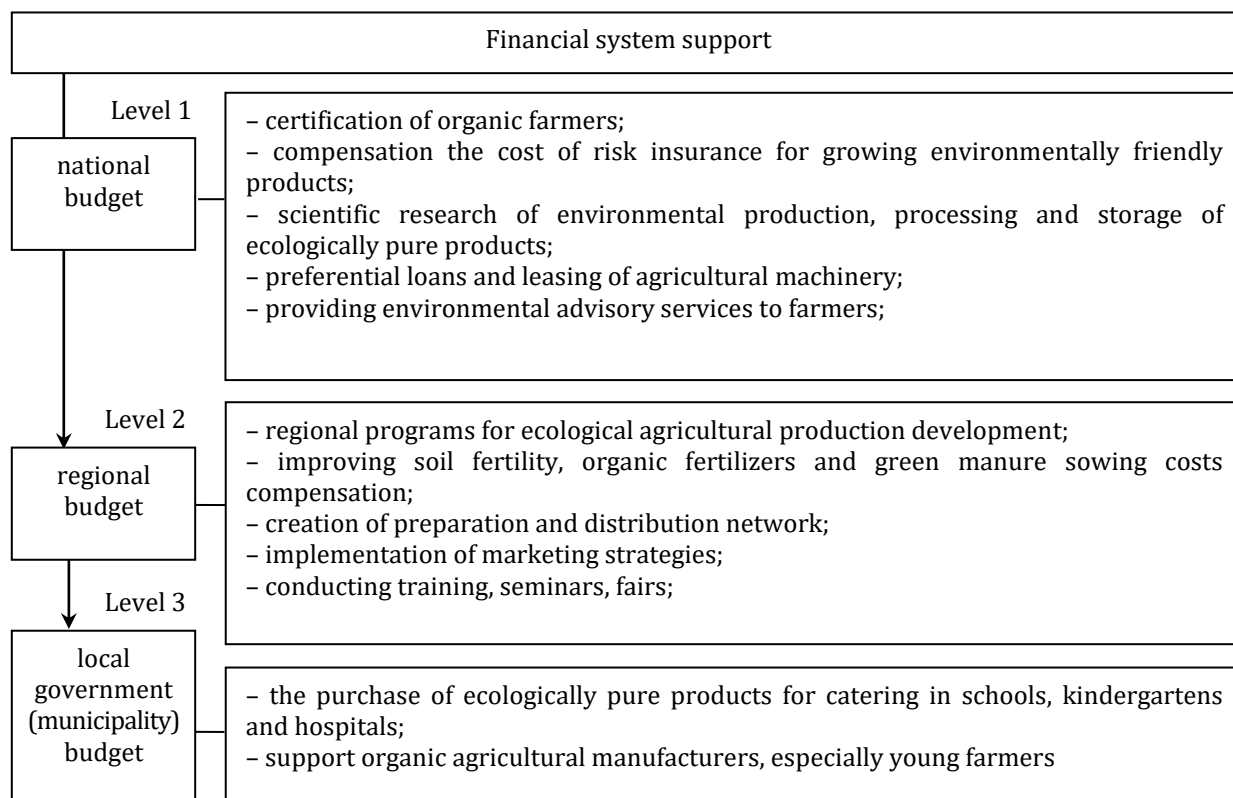 Financial system support
Level 1
national
budget
– certification of organic farmers;
– compensation the cost of risk insurance for growing environmentally friendly
products;
– scientific research of environmental production, processing and storage of
ecologically pure products;
– preferential loans and leasing of agricultural machinery;
– providing environmental advisory services to farmers;
Level 2
regional
budget
– regional programs for ecological agricultural production development;
– improving soil fertility, organic fertilizers and green manure sowing costs
compensation;
– creation of preparation and distribution network;
– implementation of marketing strategies;
– conducting training, seminars, fairs;
Level 3
local
government
(municipality)
budget
– the purchase of ecologically pure products for catering in schools, kindergartens
and hospitals;
– support organic agricultural manufacturers, especially young farmers